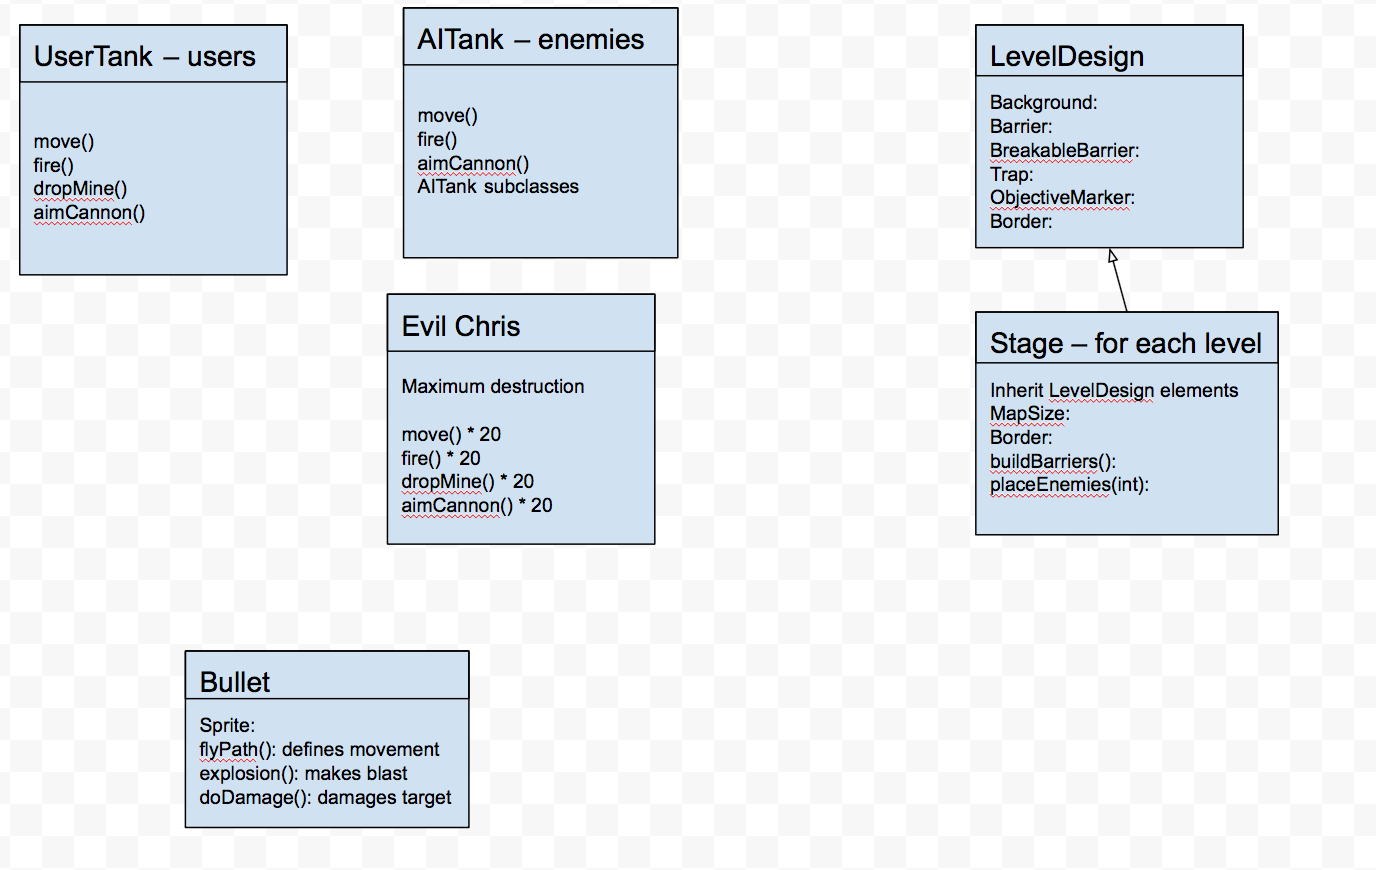 UserTank – users
move()
fire()
dropMine()
aimCannon()
AITank – enemies
move()
fire()
aimCannon()
AITank subclasses
Evil Chris
Maximum destruction
move() * 20
fire() * 20
dropMine() * 20
aimCannon() * 20
LevelDesign
Background:
Barrier:
BreakableBarrier:
Trap:
ObjectiveMarker:
Border:
Stage – for each level
Inherit LevelDesign elements
MapSize:
Border:
buildBarriers():
placeEnemies(int):
Bullet
Sprite:
flyPath(): defines movement
explosion(): makes blast
doDamage(): damages target